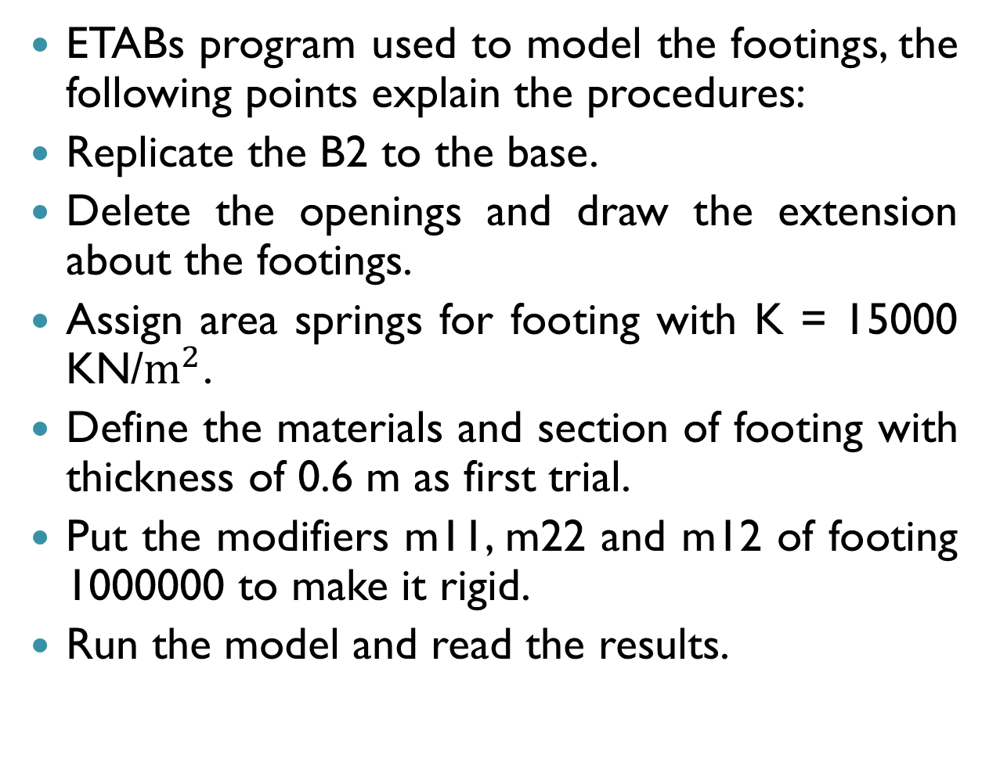 • ETABs program used to model the footings, the
following points explain the procedures:
• Replicate the B2 to the base.
• Delete the openings and draw the extension
about the footings.
• Assign area springs for footing with K = 15000
KN/m².
• Define the materials and section of footing with
thickness of 0.6 m as first trial.
• Put the modifiers m11, m22 and m12 of footing
1000000 to make it rigid.
• Run the model and read the results.